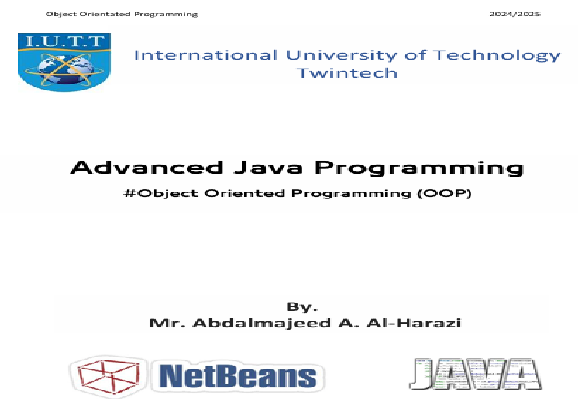 Object Orientated Programming 2024/2025
I.U.T.T
International University of Technology
Twintech
Advanced Java Programming
#Object Oriented Programming (OOP)
By.
Mr. Abdalmajeed A. Al-Harazi
NetBeans JAVA